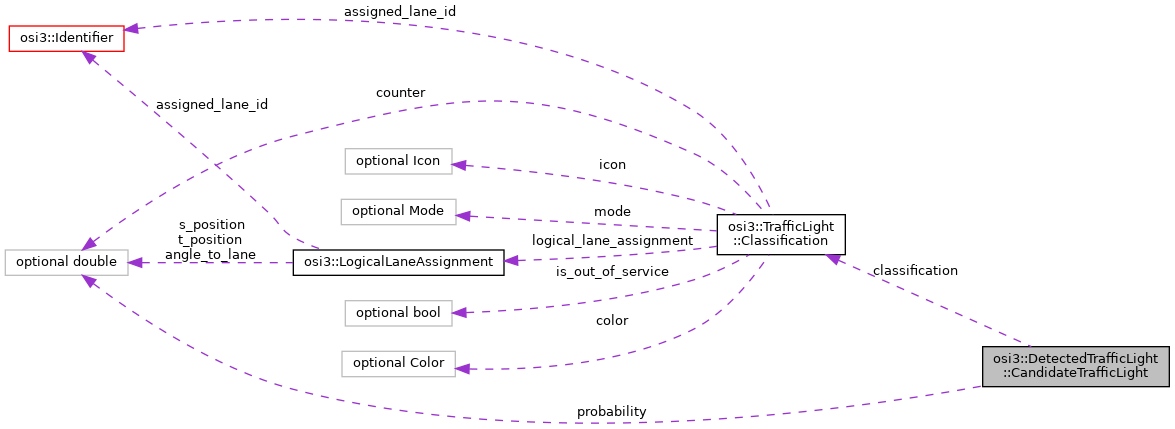 assigned_lane_id
osi3::Identifier
counter
assigned_lane_id
optional Icon
icon
optional Mode
mode
osi3::TrafficLight
::Classification
s_position
t_position
angle_to_lane
logical_lane_assignment
optional double
osi3::LogicalLaneAssignment
is_out_of_service
classification
optional bool
color
optional Color
osi3::DetectedTrafficLight
::CandidateTrafficLight
probability